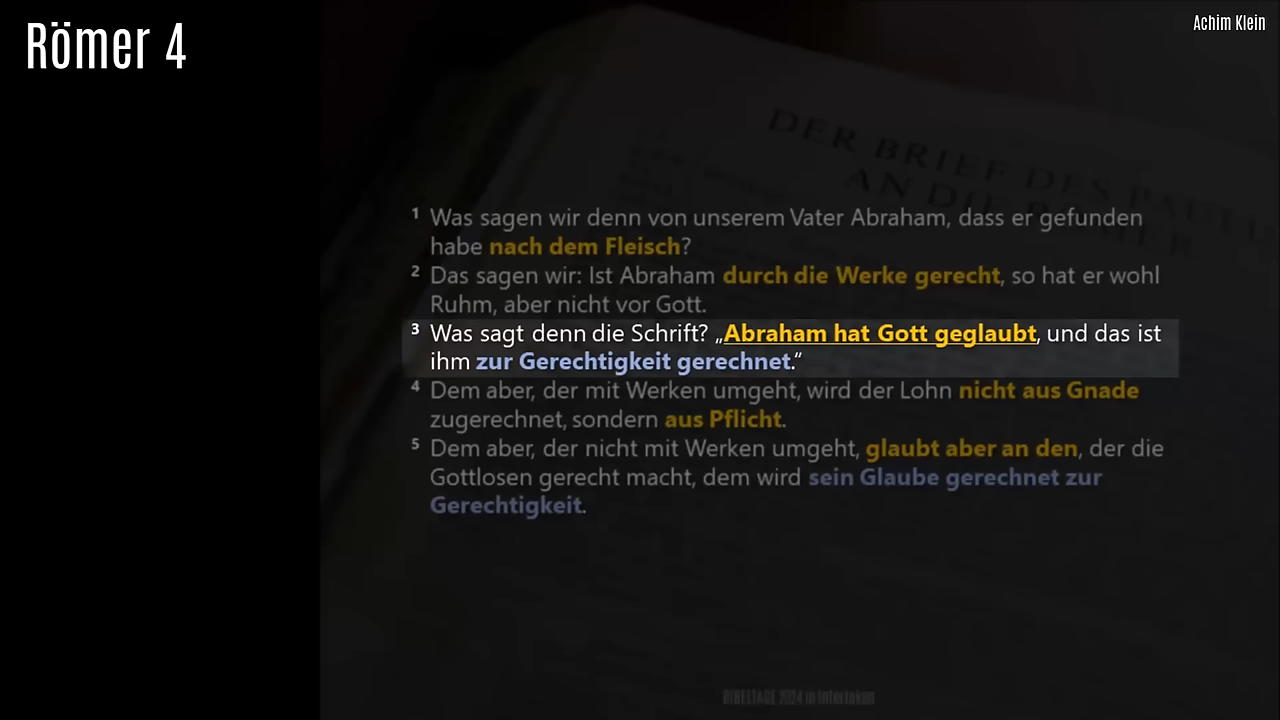 Römer 4
Achim Klein
DER BRIEF DES PAULUS
AN DIE RÖMER
1 Was sagen wir denn von unserem Vater Abraham, dass er gefunden
habe nach dem Fleisch?
2 Das sagen wir: Ist Abraham durch die Werke gerecht, so hat er wohl
Ruhm, aber nicht vor Gott.
3 Was sagt denn die Schrift? „Abraham hat Gott geglaubt, und das ist
ihm zur Gerechtigkeit gerechnet.“
4 Dem aber, der mit Werken umgeht, wird der Lohn nicht aus Gnade
zugerechnet, sondern aus Pflicht.
5 Dem aber, der nicht mit Werken umgeht, glaubt aber an den, der die
Gottlosen gerecht macht, dem wird sein Glaube gerechnet zur
Gerechtigkeit.
BIBELTAGE 2024 in Interlaken